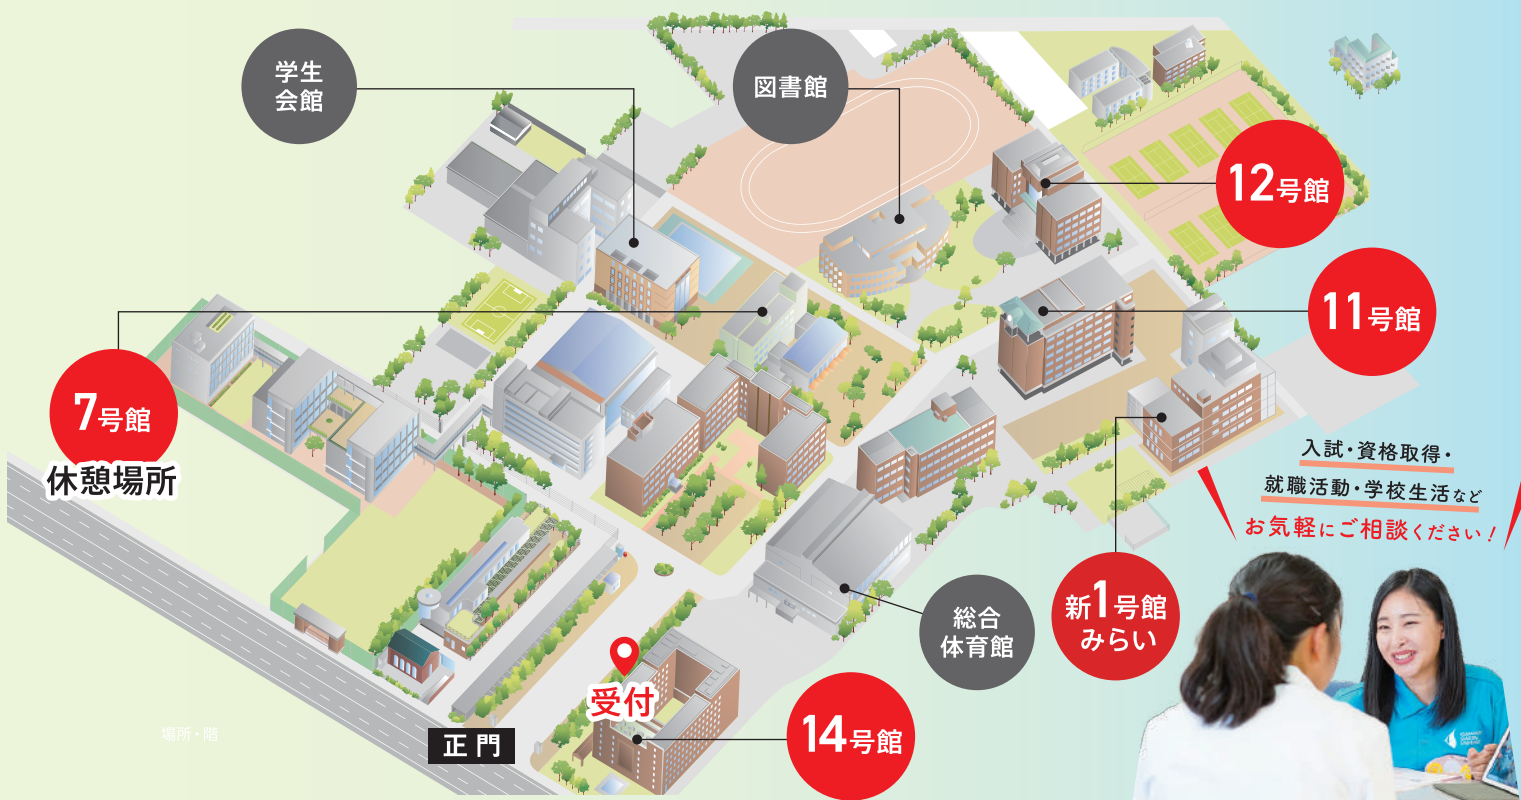 学生
会館
図書館
12号館
11号館
7号館
休憩場所
入試・資格取得・
就職活動・学校生活など
お気軽にご相談ください！
新1号館
みらい
総合
体育館
受付
14号館
正門
場所・階